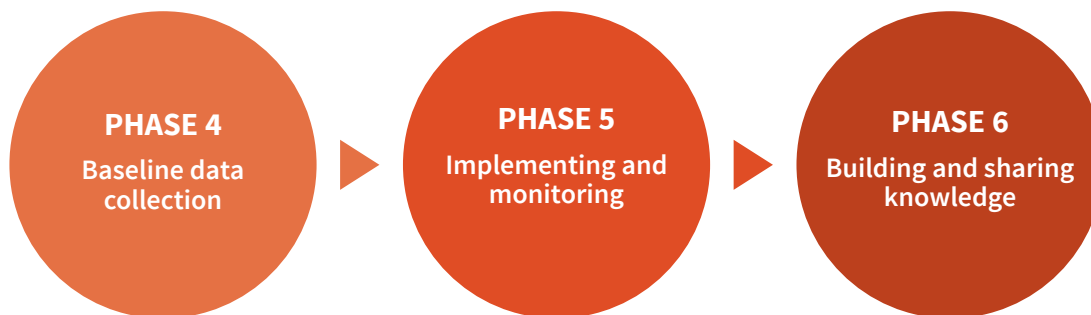 PHASE 4
Baseline data
collection
PHASE 5
Implementing and
monitoring
PHASE 6
Building and sharing
knowledge